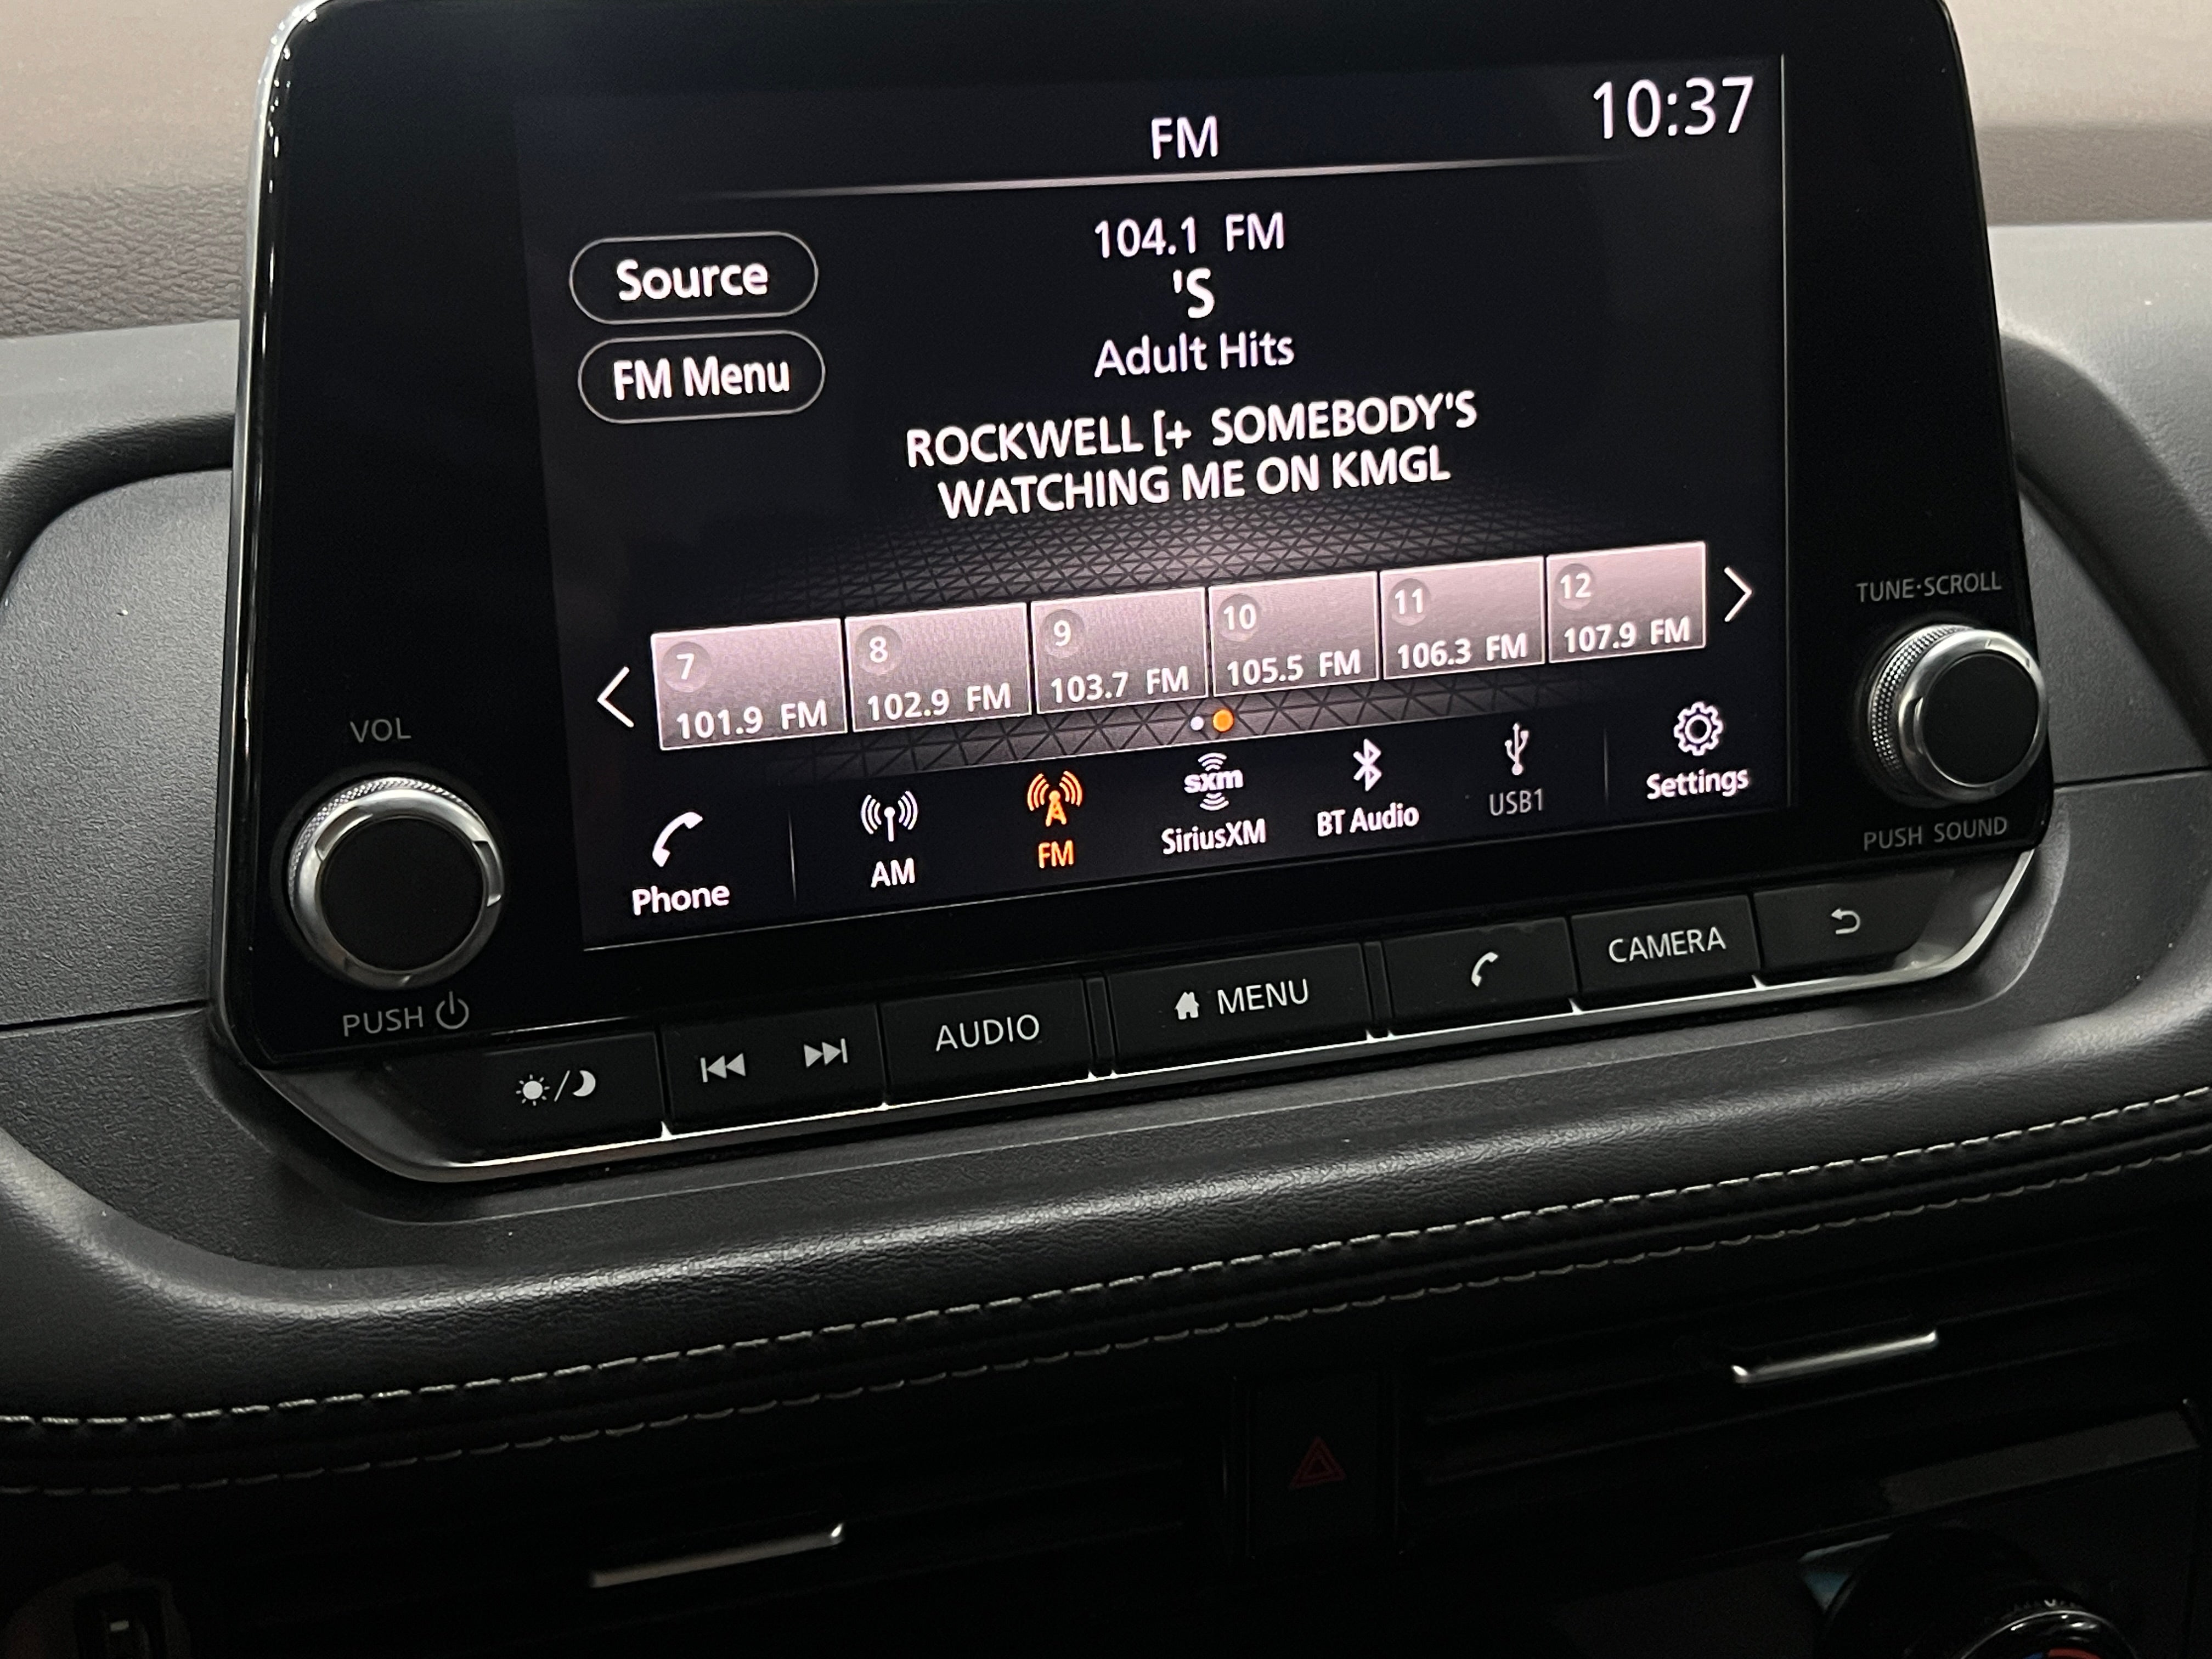 10:37
FM
104.1 FM
'S
Adult Hits
Source
FM Menu
ROCKWELL [+ SOMEBODY'S
WATCHING ME ON KMGL
7
101.9 FM
8
102.9 FM
9
103.7 FM
10
105.5 FM
11
106.3 FM
12
107.9 FM
Phone
AM
FM
sxm
SiriusXM
BT Audio
USB1
Settings
VOL
PUSH
TUNE·SCROLL
PUSH SOUND
AUDIO
MENU
CAMERA